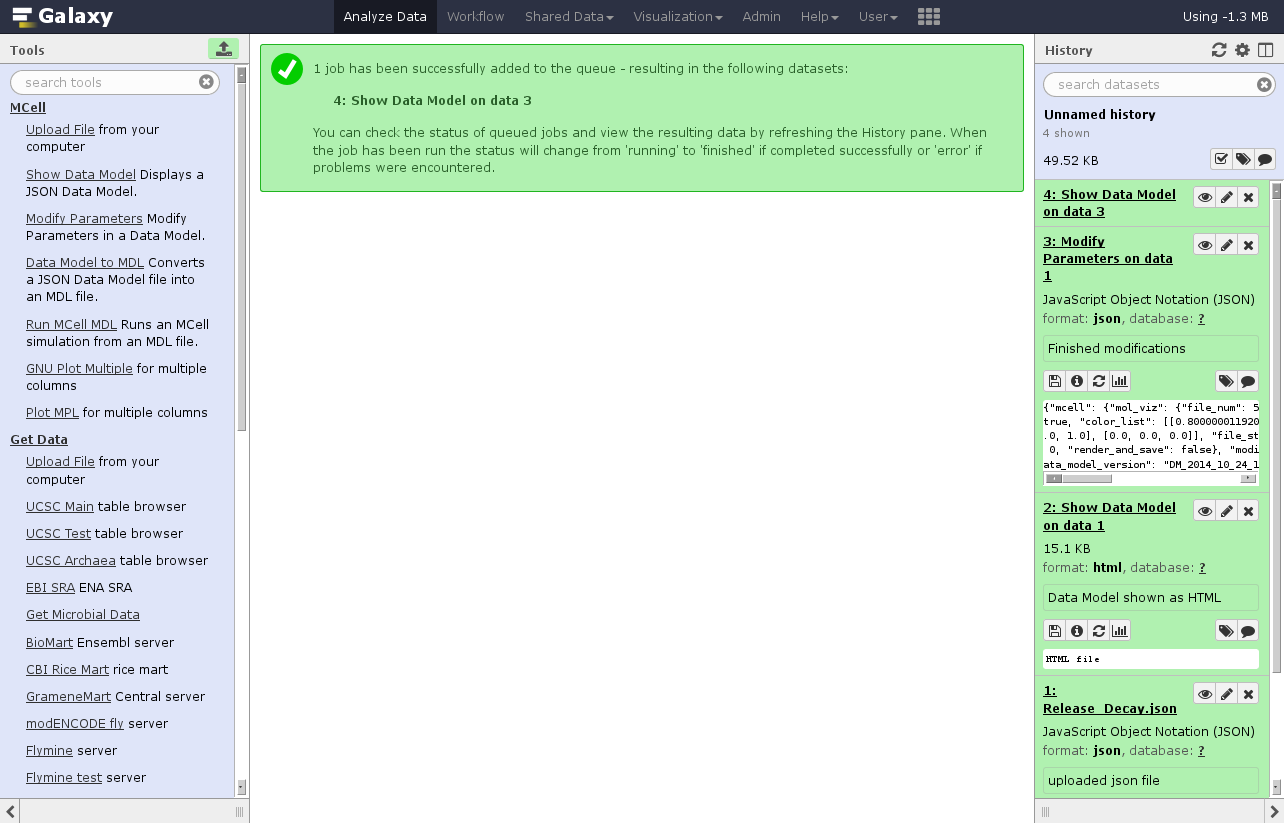 Galaxy
Analyze Data
Workflow
Shared Data
Visualization
Admin
Help
User
Using -1.3 MB
Tools
search tools
MCell
Upload File from your
computer
Show Data Model Displays a
JSON Data Model.
Modify Parameters Modify
Parameters in a Data Model.
Data Model to MDL Converts
a JSON Data Model file into
an MDL file.
Run MCell MDL Runs an MCell
simulation from an MDL file.
GNU Plot Multiple for multiple
columns
Plot MPL for multiple columns
Get Data
Upload File from your
computer
UCSC Main table browser
UCSC Test table browser
UCSC Archaea table browser
EBI SRA ENA SRA
Get Microbial Data
BioMart Ensembl server
CBI Rice Mart rice mart
GrameneMart Central server
modENCODE fly server
Flymine server
Flymine test server
1 job has been successfully added to the queue - resulting in the following datasets:
4: Show Data Model on data 3
You can check the status of queued jobs and view the resulting data by refreshing the History pane. When
the job has been run the status will change from 'running' to 'finished' if completed successfully or 'error' if
problems were encountered.
History
search datasets
Unnamed history
4 shown
49.52 KB
4: Show Data Model
on data 3
3: Modify
Parameters on data
1
JavaScript Object Notation (JSON)
format: json, database: ?
Finished modifications
{"mcell": {"mol_viz": {"file_num": 5
true, "color_list": [[0.800000011920
.0, 1.0], [0.0, 0.0, 0.0]], "file_st
0, "render_and_save": false}, "modi
ata_model_version": "DM_2014_10_24_1
2: Show Data Model
on data 1
15.1 KB
format: html, database: ?
Data Model shown as HTML
HTML file
1:
Release_Decay.json
JavaScript Object Notation (JSON)
format: json, database: ?
uploaded json file